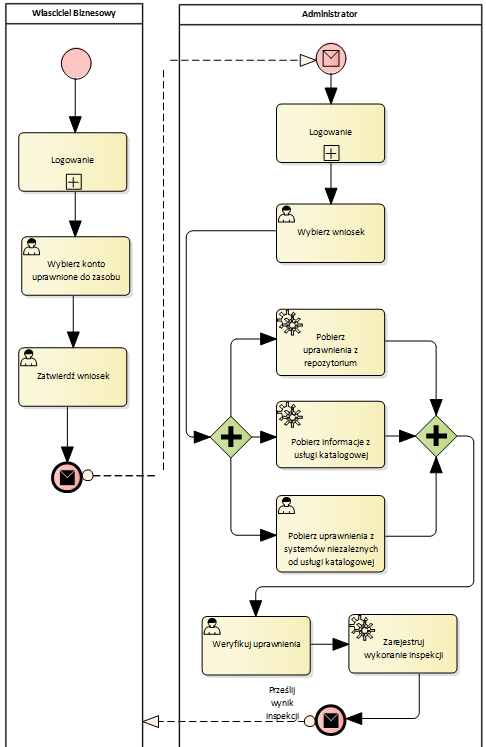 Właściciel Biznesowy
Administrator
Logowanie
Wybierz konto
uprawnione do zasobu
Zatwierdź wniosek
Logowanie
Wybierz wniosek
Pobierz
uprawnienia z
repozytorium
Pobierz informacje z
usługi katalogowej
Pobierz uprawnienia z
systemów niezależnych
od usługi katalogowej
Weryfikuj uprawnienia
Zarejestruj
wykonanie inspekcji
Prześlij
wynik
inspekcji